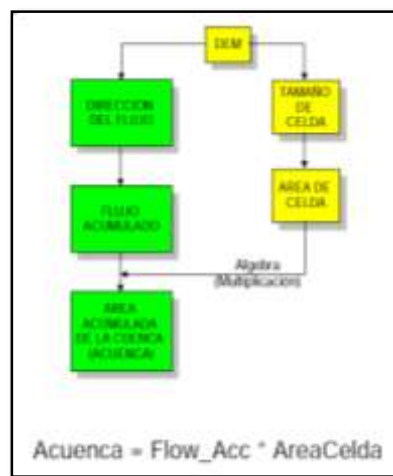 DEM
DIRECCION
DEL FLUJO
TAMAÑO
DE
CELDA
FLUJO
ACUMULADO
AREA DE
CELDA
Algebra
(Multiplicación)
AREA
ACUMULADA
DE LA CUENCA
(ACUENCA)
Acuenca = Flow_Acc * AreaCelda